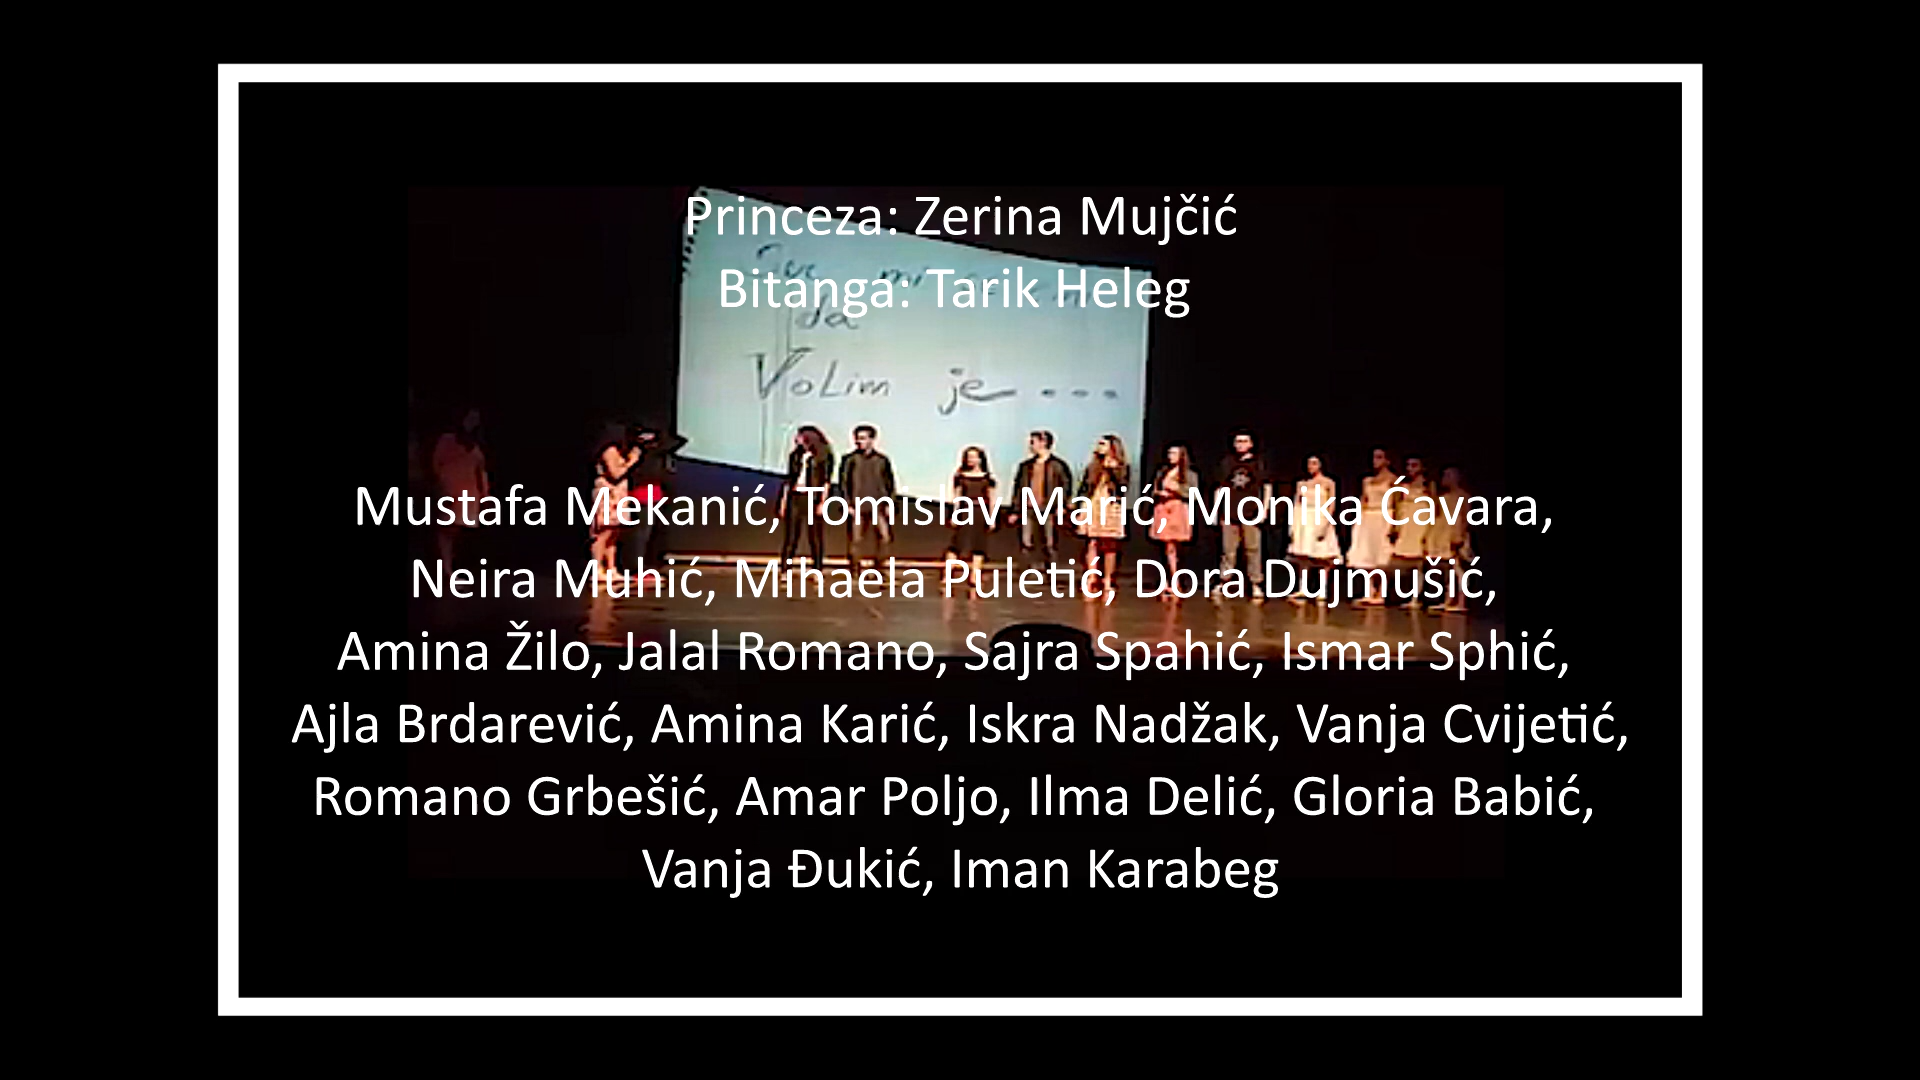 Princeza: Zerina Mujčić
Bitanga: Tarik Heleg
da
Volim je...
Mustafa Mekanić, Tomislav Marić, Monika Ćavara,
Neira Muhić, Mihaela Puletić, Dora Dujmušić,
Amina Žilo, Jalal Romano, Sajra Spahić, Ismar Sphić,
Ajla Brdarević, Amina Karić, Iskra Nadžak, Vanja Cvijetić,
Romano Grbešić, Amar Poljo, Ilma Delić, Gloria Babić,
Vanja Đukić, Iman Karabeg